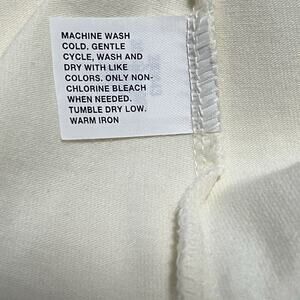 MACHINE WASH
COLD. GENTLE
CYCLE, WASH AND
DRY WITH LIKE
COLORS. ONLY NON-
CHLORINE BLEACH
WHEN NEEDED.
TUMBLE DRY LOW.
WARM IRON